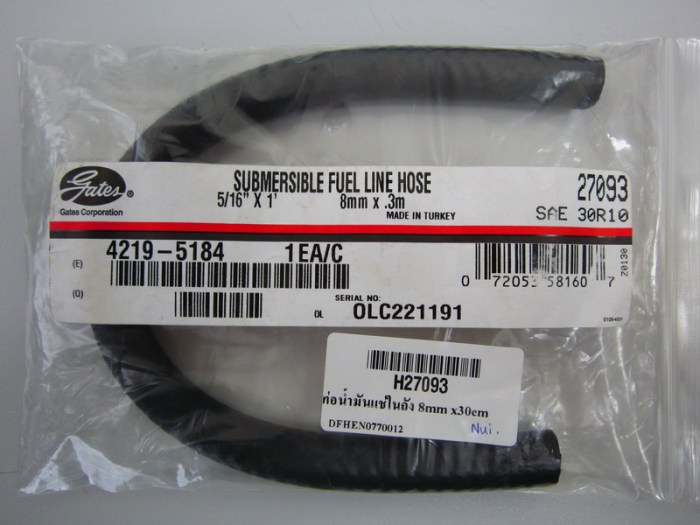 Gates
Gates Corporation
SUBMERSIBLE FUEL LINE HOSE
5/16" X 1' 8mm x .3m
MADE IN TURKEY
27093
SAE 30R10
4219-5184 1EA/C
(E)
(Q)
OL
SERIAL NO:
OLC221191
0 72053 58160 7
Z0130
H27093
ท่อน้ำมันแช่ในถัง 8mm x30cm
DFHEN0770012
Nui.